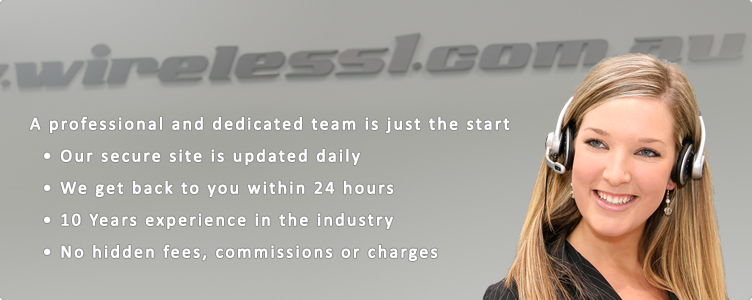 .wireless1.com.au
A professional and dedicated team is just the start
• Our secure site is updated daily
• We get back to you within 24 hours
• 10 Years experience in the industry
• No hidden fees, commissions or charges